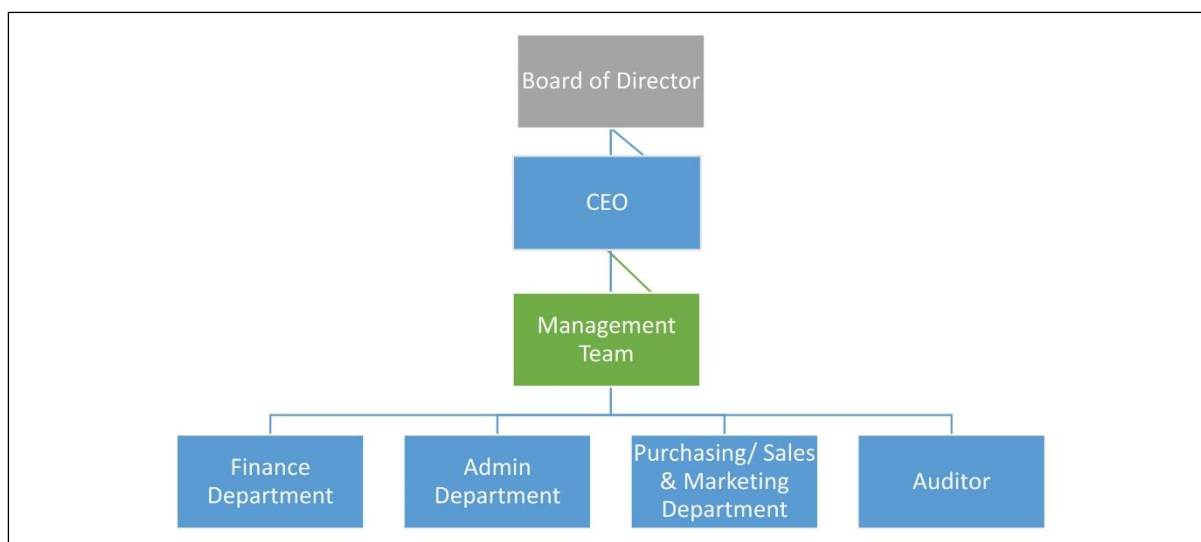 Board of Director
CEO
Management
Team
Finance
Department
Admin
Department
Purchasing/ Sales
& Marketing
Department
Auditor